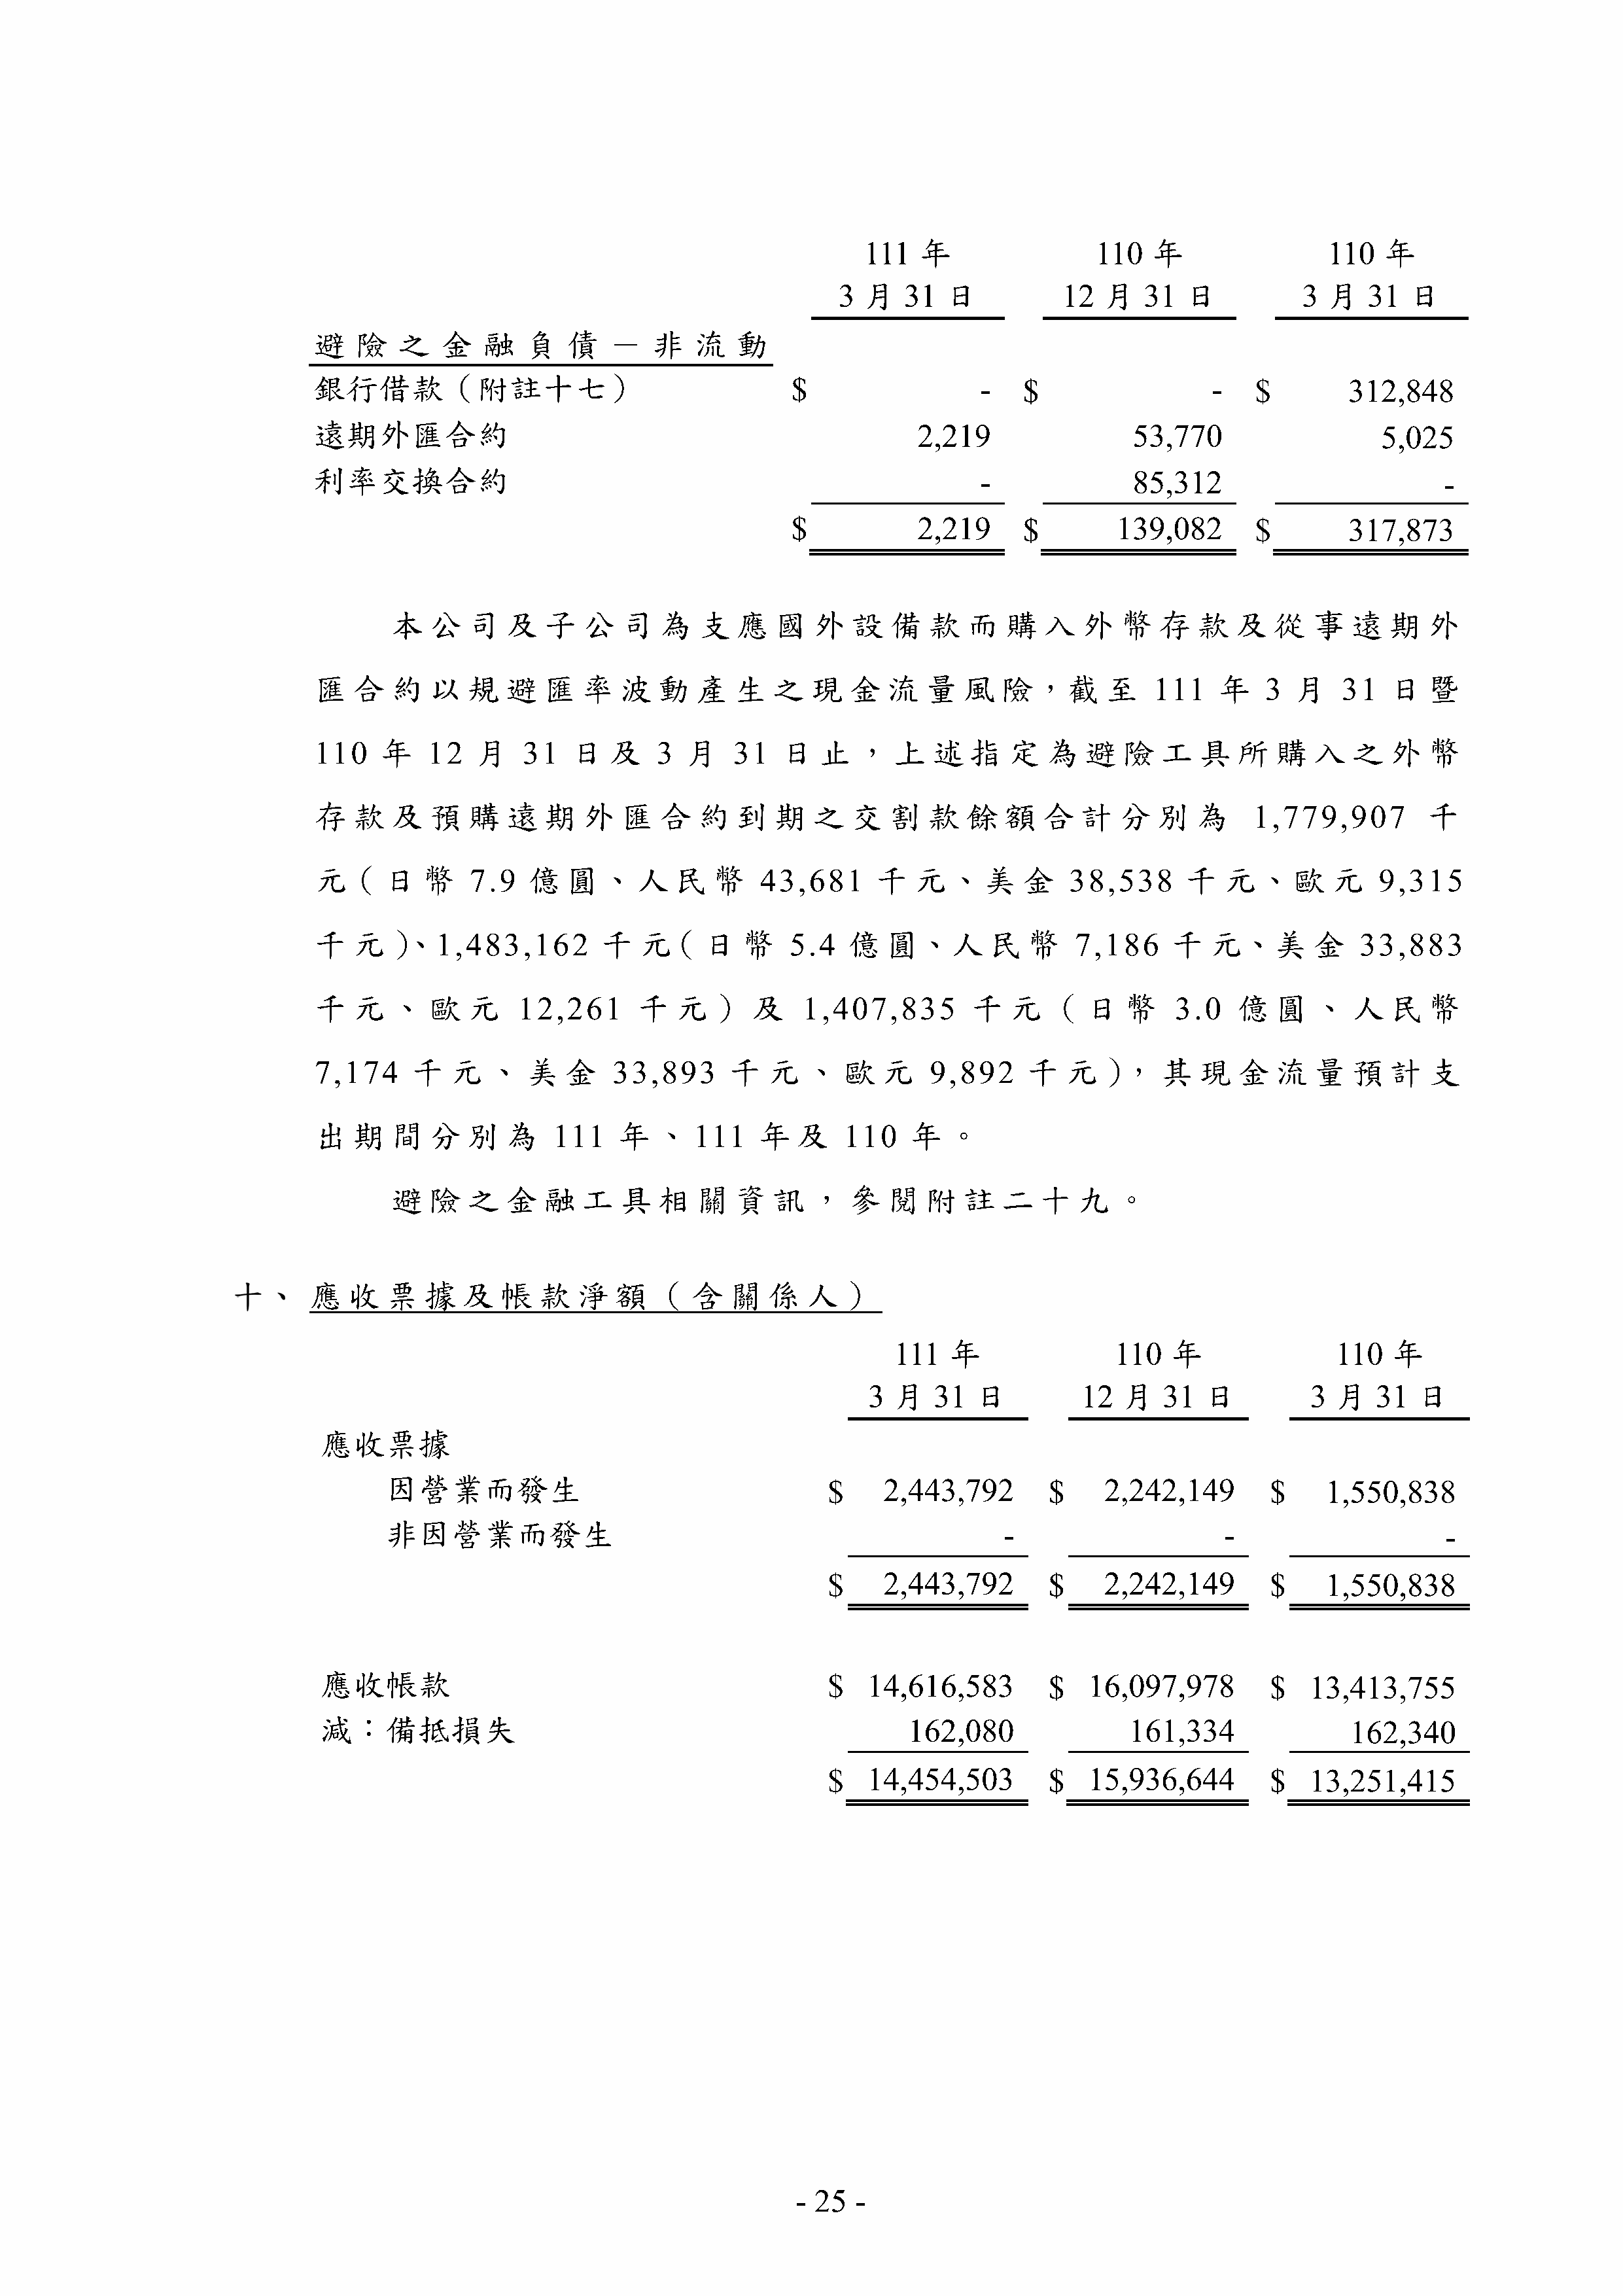 111 年 110 年 110 年
3 月 31 日 12 月 31 日 3 月 31 日
避險之金融負債－非流動
銀行借款（附註十七） $ - $ - $ 312,848
遠期外匯合約 2,219 53,770 5,025
利率交換合約 - 85,312 -
$ 2,219 $ 139,082 $ 317,873
本公司及子公司為支應國外設備款而購入外幣存款及從事遠期外
匯合約以規避匯率波動產生之現金流量風險，截至 111 年 3 月 31 日暨
110 年 12 月 31 日及 3 月 31 日止，上述指定為避險工具所購入之外幣
存款及預購遠期外匯合約到期之交割款餘額合計分別為 1,779,907 千
元（日幣 7.9 億圓、人民幣 43,681 千元、美金 38,538 千元、歐元 9,315
千元）、1,483,162 千元（日幣 5.4 億圓、人民幣 7,186 千元、美金 33,883
千元、歐元 12,261 千元）及 1,407,835 千元（日幣 3.0 億圓、人民幣
7,174 千元、美金 33,893 千元、歐元 9,892 千元），其現金流量預計支
出期間分別為 111 年、111 年及 110 年。
避險之金融工具相關資訊，參閱附註二十九。
十、應收票據及帳款淨額（含關係人）
111 年 110 年 110 年
3 月 31 日 12 月 31 日 3 月 31 日
應收票據
因營業而發生 $ 2,443,792 $ 2,242,149 $ 1,550,838
非因營業而發生 - - -
$ 2,443,792 $ 2,242,149 $ 1,550,838
應收帳款 $ 14,616,583 $ 16,097,978 $ 13,413,755
減：備抵損失 162,080 161,334 162,340
$ 14,454,503 $ 15,936,644 $ 13,251,415
- 25 -